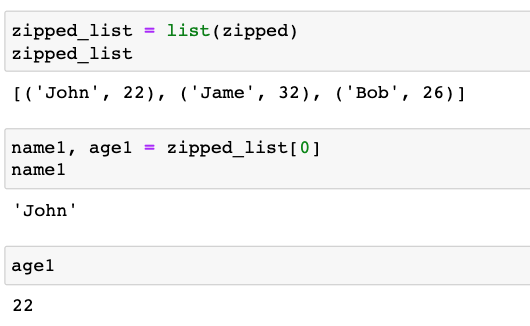 zipped_list = list(zipped)
zipped_list
[('John', 22), ('Jame', 32), ('Bob', 26)]
name1, age1 = zipped_list[0]
name1
'John'
age1
22